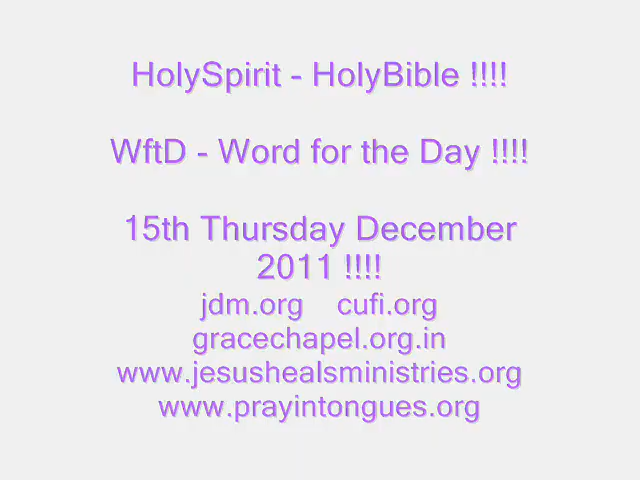 HolySpirit - HolyBible !!!!
WftD - Word for the Day !!!!
15th Thursday December
2011 !!!!
jdm.org    cufi.org
gracechapel.org.in
www.jesushealsministries.org
www.prayintongues.org